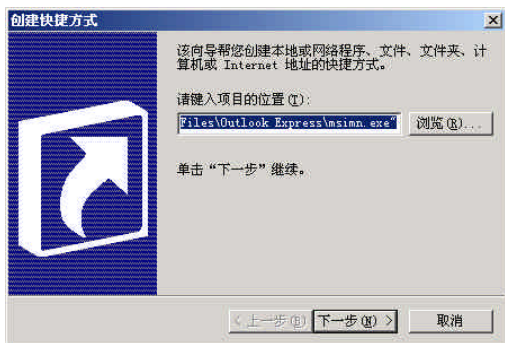 创建快捷方式
该向导帮您创建本地或网络程序、文件、文件夹、计
算机或 Internet 地址的快捷方式。
请键入项目的位置(T):
Files\Outlook Express\msimn.exe"
浏览(R)...
单击“下一步”继续。
< 上一步(B) 下一步(N) > 取消